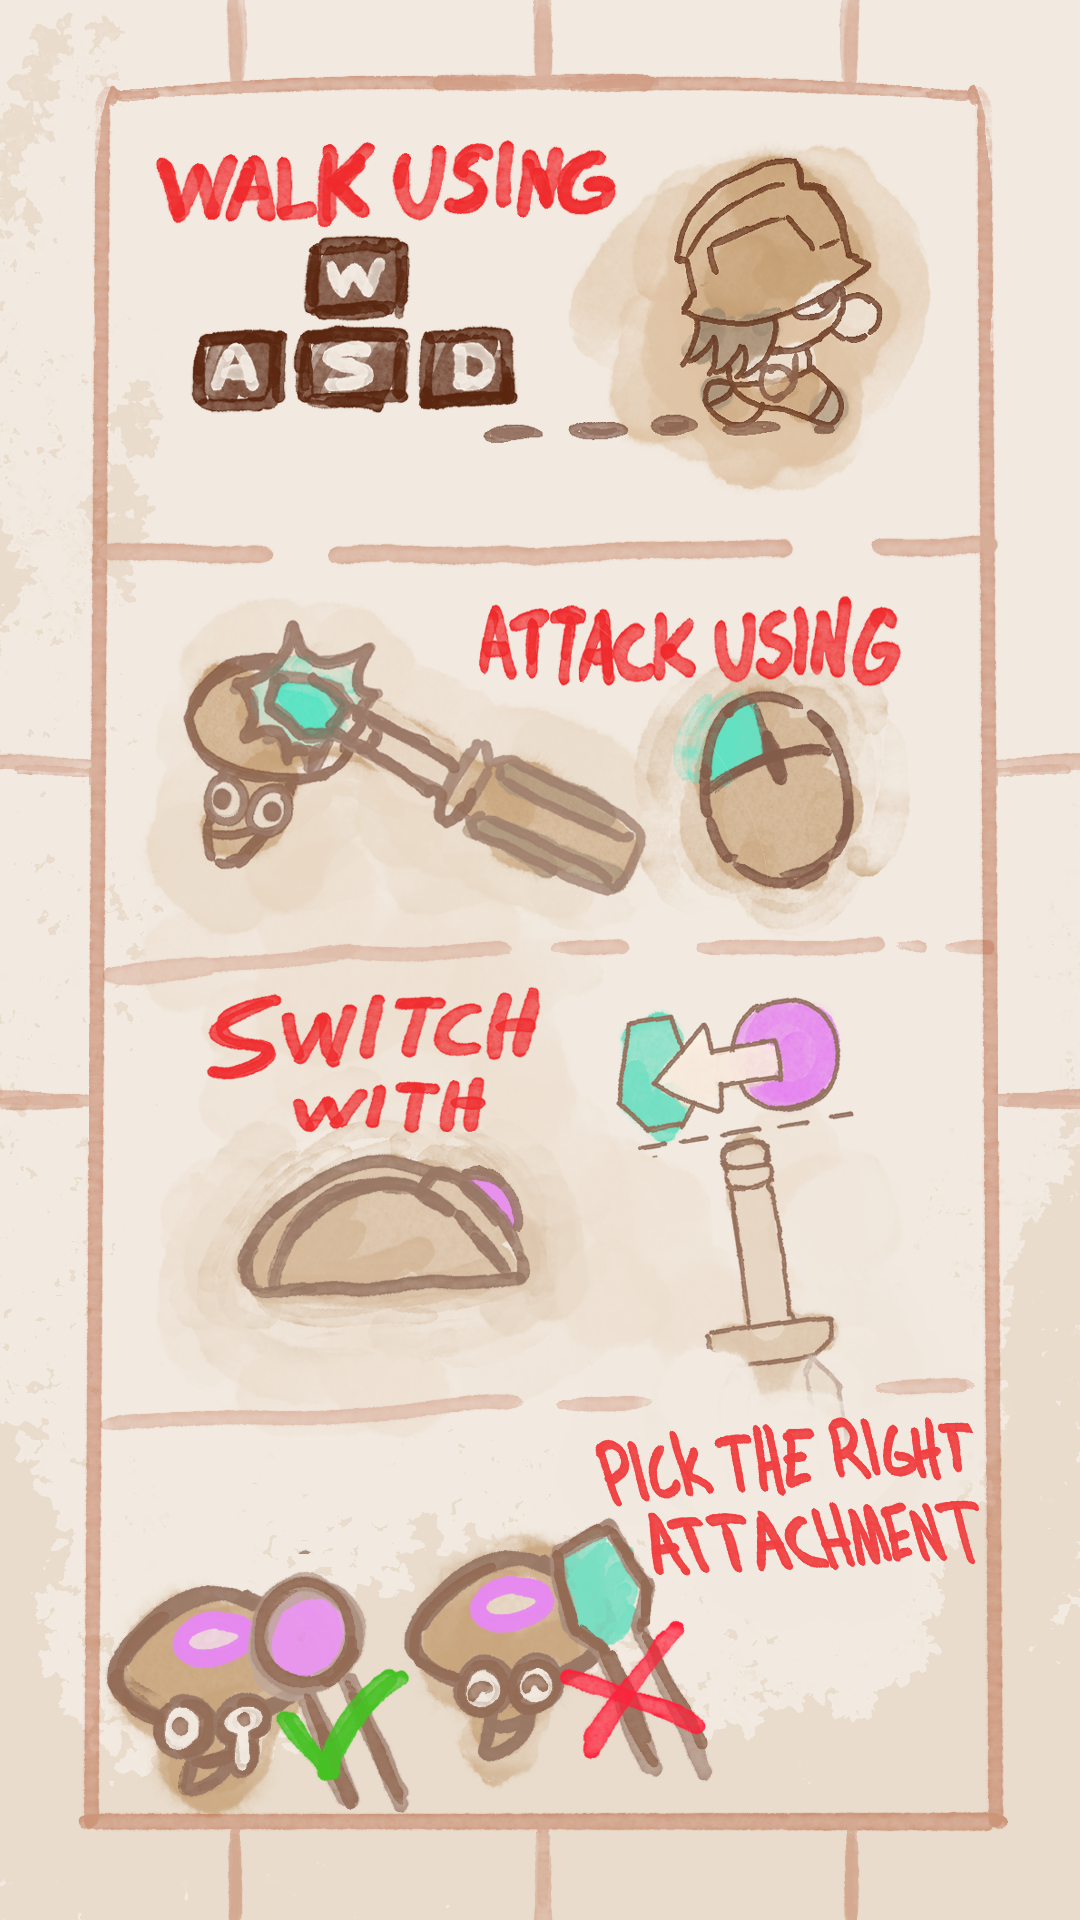 WALK USING
W
A S D
ATTACK USING
SWITCH
WITH
PICK THE RIGHT
ATTACHMENT